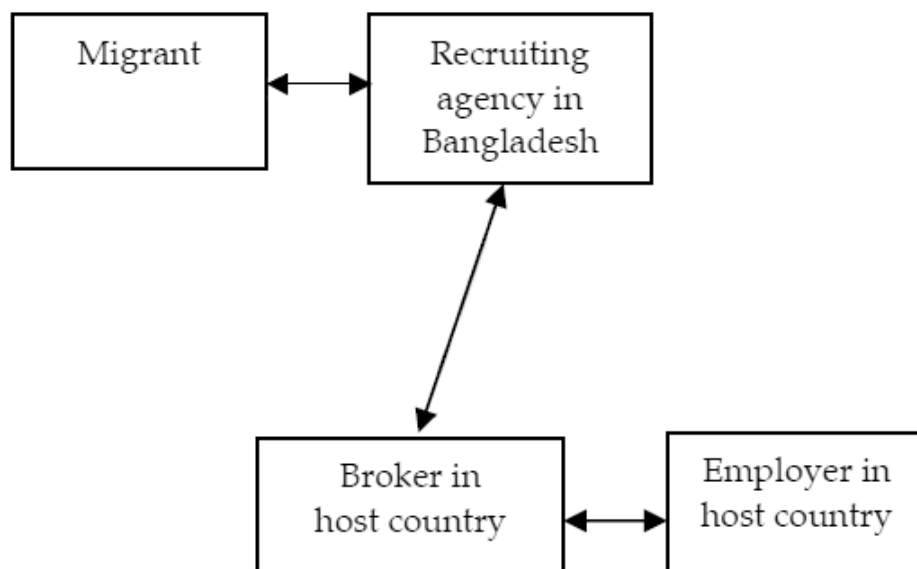 Migrant
Recruiting
agency in
Bangladesh
Broker in
host country
Employer in
host country